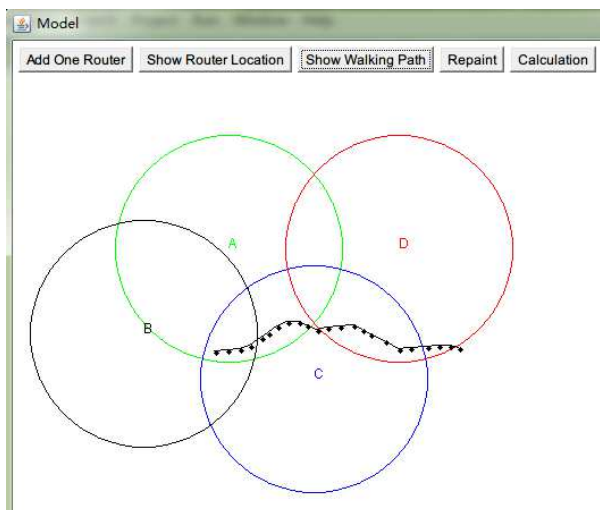 Model
Add One Router Show Router Location Show Walking Path Repaint Calculation
A D
B
C